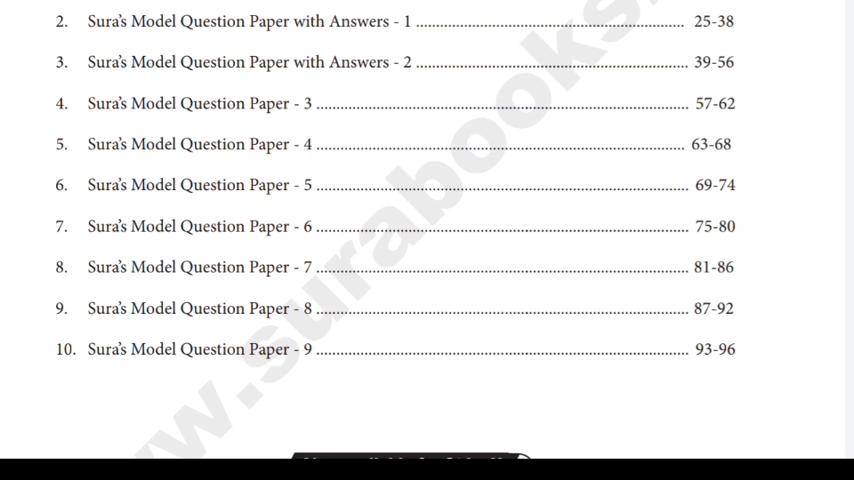 2. Sura's Model Question Paper with Answers - 1 ................................................................... 25-38
3. Sura's Model Question Paper with Answers - 2 .................................................................... 39-56
4. Sura's Model Question Paper - 3 ............................................................................................. 57-62
5. Sura's Model Question Paper - 4 ............................................................................................ 63-68
6. Sura's Model Question Paper - 5 ............................................................................................. 69-74
7. Sura's Model Question Paper - 6 ............................................................................................. 75-80
8. Sura's Model Question Paper - 7 ............................................................................................. 81-86
9. Sura's Model Question Paper - 8 ............................................................................................. 87-92
10. Sura's Model Question Paper - 9 ............................................................................................. 93-96
w.surabooks.